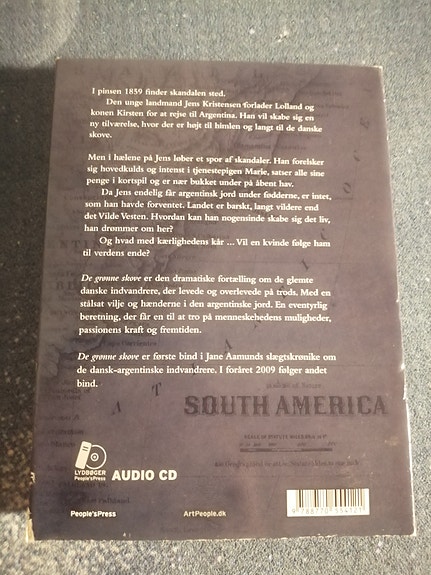 I pinsen 1859 finder skandalen sted.
Den unge landmand Jens Kristensen forlader Lolland og
konen Kirsten for at rejse til Argentina. Han vil skabe sig en
ny tilværelse, hvor der er højt til himlen og langt til de danske
skove.
Men i hælene på Jens løber et spor af skandaler. Han forelsker
sig hovedkulds og intenst i tjenestepigen Marie, satser alle sine
penge i kortspil og er nær bukket under på åbent hav.
Da Jens endelig får argentinsk jord under fødderne, er intet,
som han havde forventet. Landet er barskt, langt vildere end
det Vilde Vesten. Hvordan kan han nogensinde skabe sig det liv,
han drømmer om her?
Og hvad med kærlighedens kår ... Vil en kvinde følge ham
til verdens ende?
De grønne skove er den dramatiske fortælling om de glemte
danske indvandrere, der levede og overlevede på trods. Med en
stålsat vilje og hænderne i den argentinske jord. En eventyrlig
beretning, der får en til at tro på menneskehedens muligheder,
passionens kraft og fremtiden.
De grønne skove er første bind i Jane Aamunds slægtskrønike om
de dansk-argentinske indvandrere. I foråret 2009 følger andet
bind.
SOUTH AMERICA
SCALE OF STATUTE MILES
LYDBØGER
People'sPress
AUDIO CD
People'sPress
ArtPeople.dk
9 788770 554121